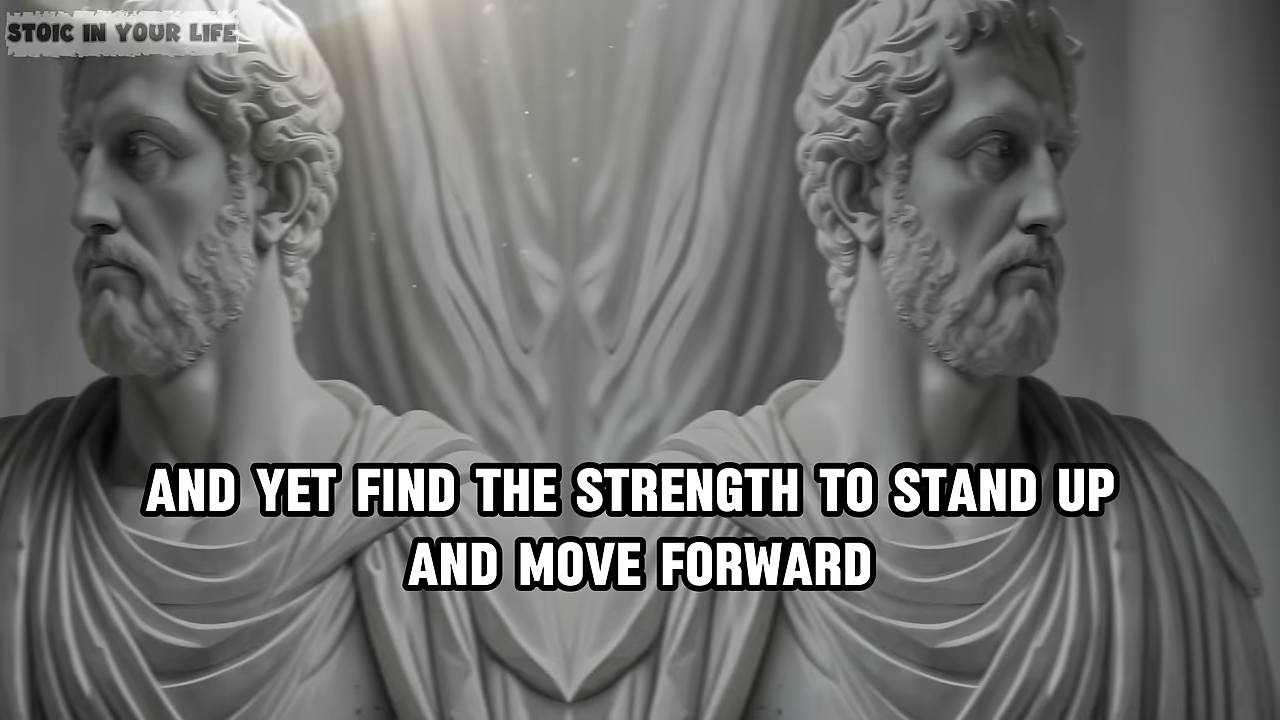 STOIC IN YOUR LIFE
AND YET FIND THE STRENGTH TO STAND UP
AND MOVE FORWARD